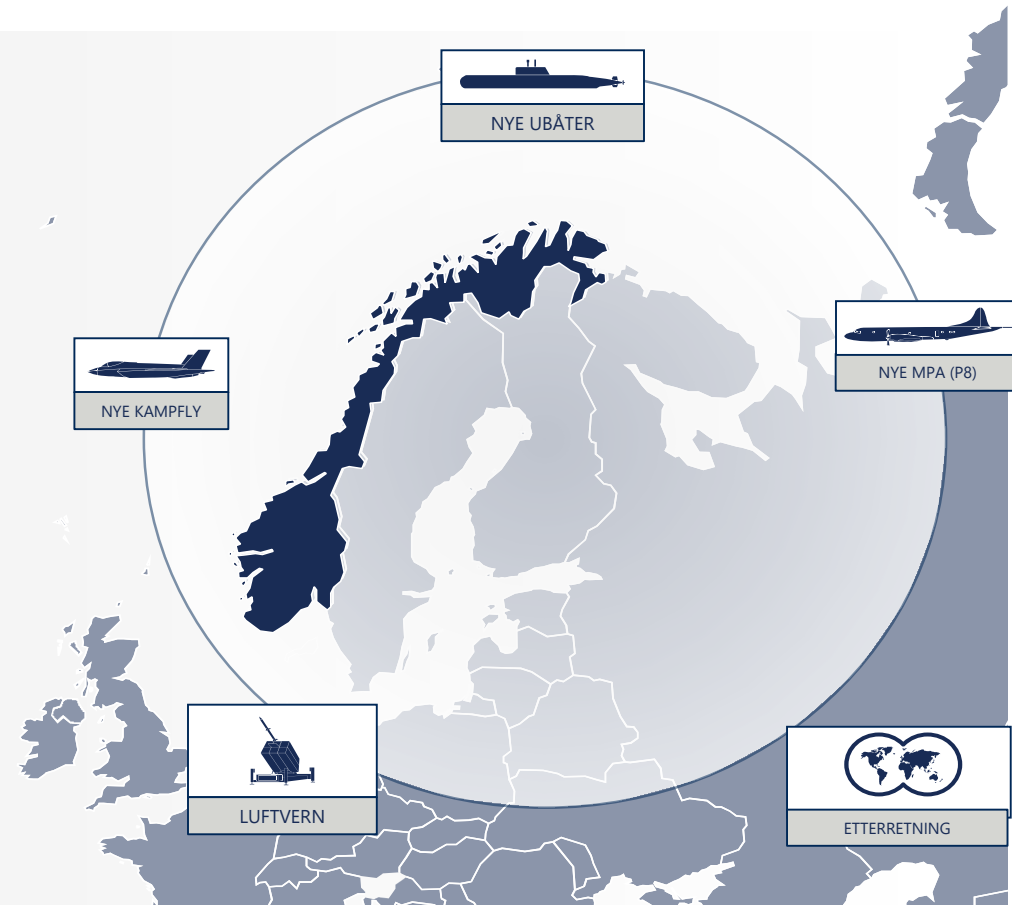 NYE UBÅTER
NYE MPA (P8)
NYE KAMPFLY
LUFTVERN
ETTERRETNING